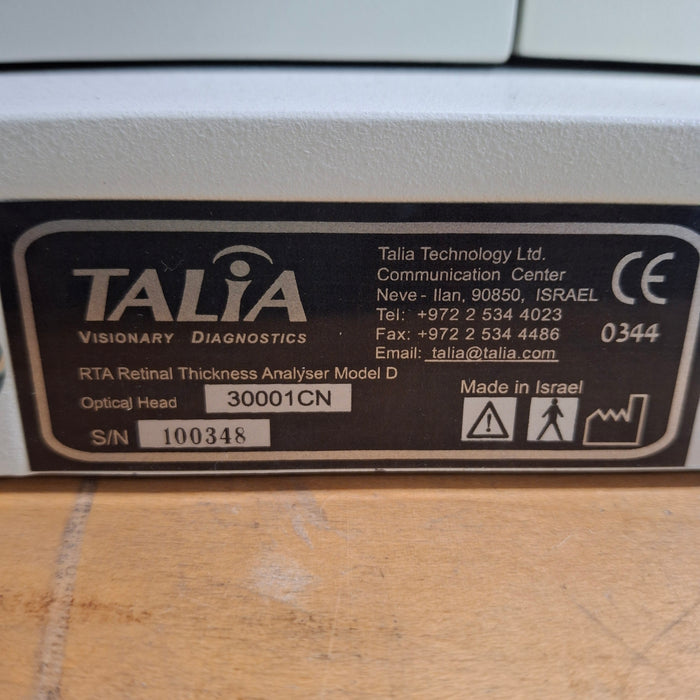 TALiA
VISIONARY DIAGNOSTICS
RTA Retinal Thickness Analyser Model D
Optical Head 30001CN
S/N 100348
Talia Technology Ltd.
Communication Center
Neve - Ilan, 90850, ISRAEL
Tel: +972 2 534 4023
Fax: +972 2 534 4486
Email: talia@talia.com
CE
0344
Made in Israel